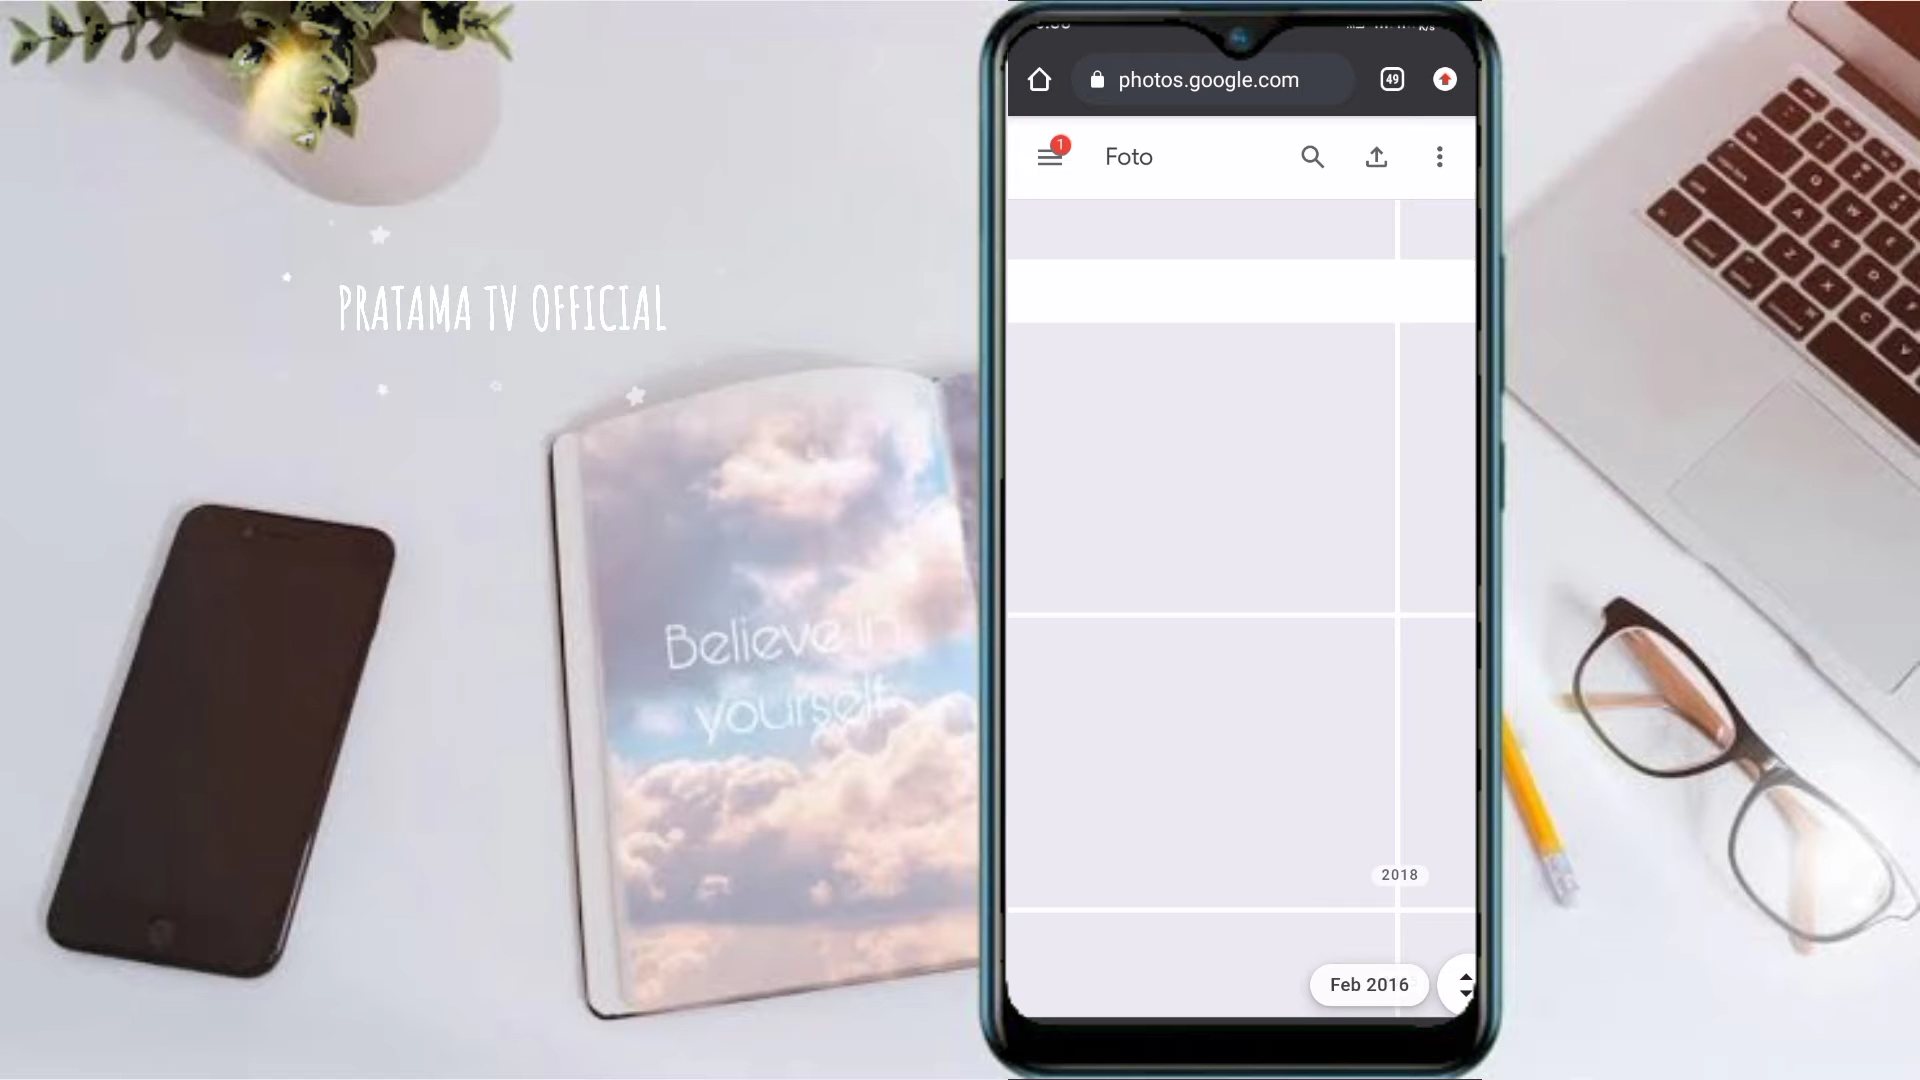 49
photos.google.com
1
Foto
PRATAMA TV OFFICIAL
Believe in
yourself
2018
Feb 2016